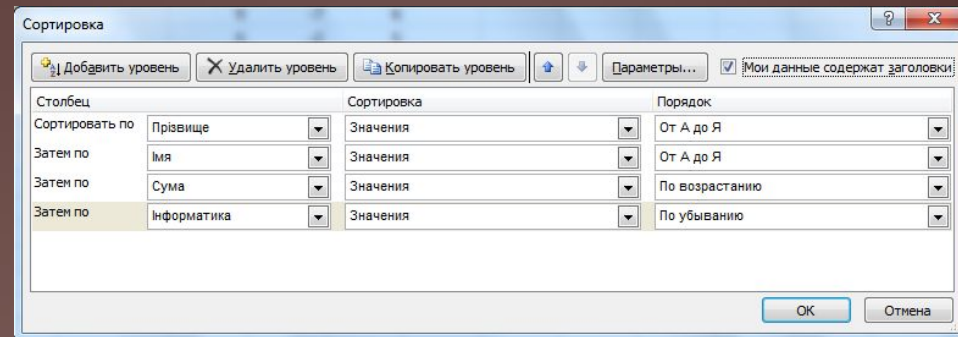 Сортировка
Добавить уровень Удалить уровень Копировать уровень Параметры... Мои данные содержат заголовки
Столбец Сортировка Порядок
Сортировать по Прізвище Значения От А до Я
Затем по Імя Значения От А до Я
Затем по Сума Значения По возрастанию
Затем по Інформатика Значения По убыванию
ОК Отмена